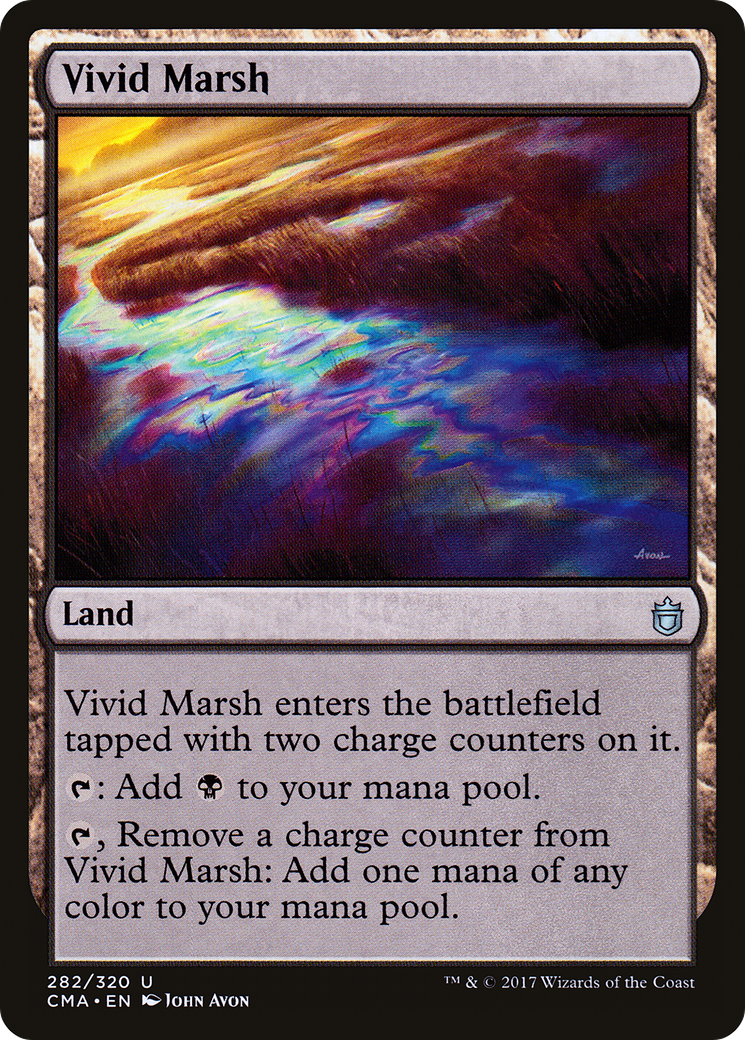 Vivid Marsh
Avon
Land
Vivid Marsh enters the battlefield
tapped with two charge counters on it.
: Add to your mana pool.
, Remove a charge counter from
Vivid Marsh: Add one mana of any
color to your mana pool.
282/320 U
™ & © 2017 Wizards of the Coast
CMA • EN John Avon